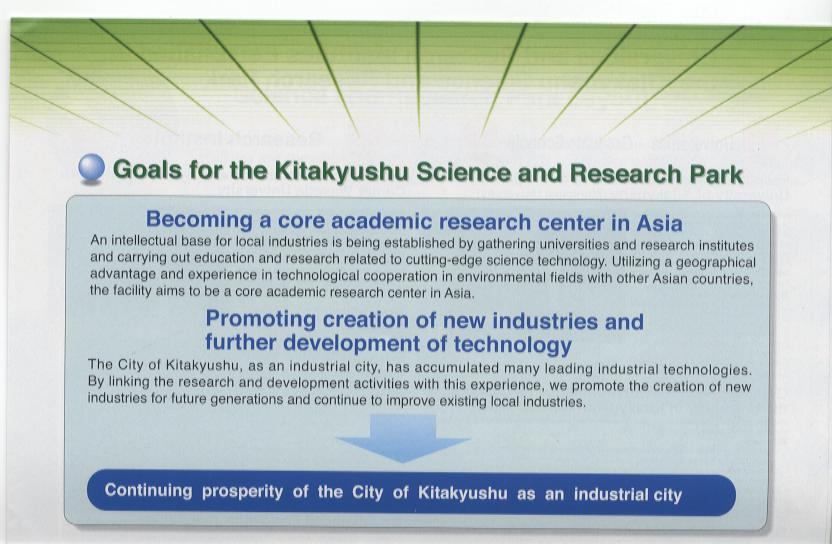 Goals for the Kitakyushu Science and Research Park
Becoming a core academic research center in Asia
An intellectual base for local industries is being established by gathering universities and research institutes
and carrying out education and research related to cutting-edge science technology. Utilizing a geographical
advantage and experience in technological cooperation in environmental fields with other Asian countries,
the facility aims to be a core academic research center in Asia.
Promoting creation of new industries and
further development of technology
The City of Kitakyushu, as an industrial city, has accumulated many leading industrial technologies.
By linking the research and development activities with this experience, we promote the creation of new
industries for future generations and continue to improve existing local industries.
Continuing prosperity of the City of Kitakyushu as an industrial city